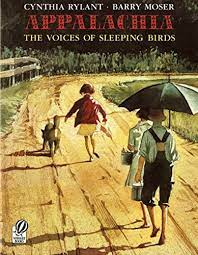 CYNTHIA RYLANT · BARRY MOSER
APPALACHIA
THE VOICES OF SLEEPING BIRDS